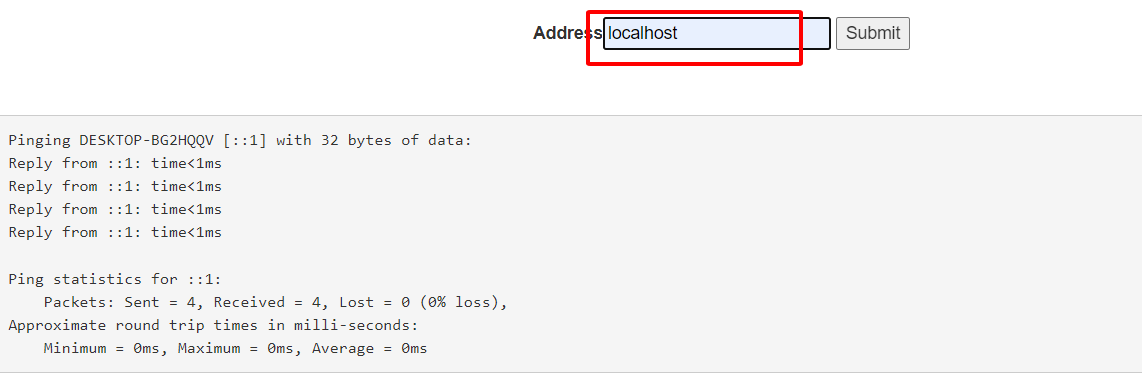 Address localhost Submit
Pinging DESKTOP-BG2HQQV [::1] with 32 bytes of data:
Reply from ::1: time<1ms
Reply from ::1: time<1ms
Reply from ::1: time<1ms
Reply from ::1: time<1ms
Ping statistics for ::1:
    Packets: Sent = 4, Received = 4, Lost = 0 (0% loss),
Approximate round trip times in milli-seconds:
    Minimum = 0ms, Maximum = 0ms, Average = 0ms